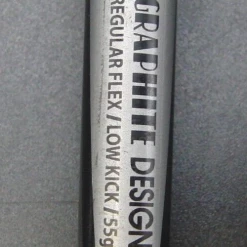 GRAPHITE DESIGN
REGULAR FLEX / LOW KICK / 55g